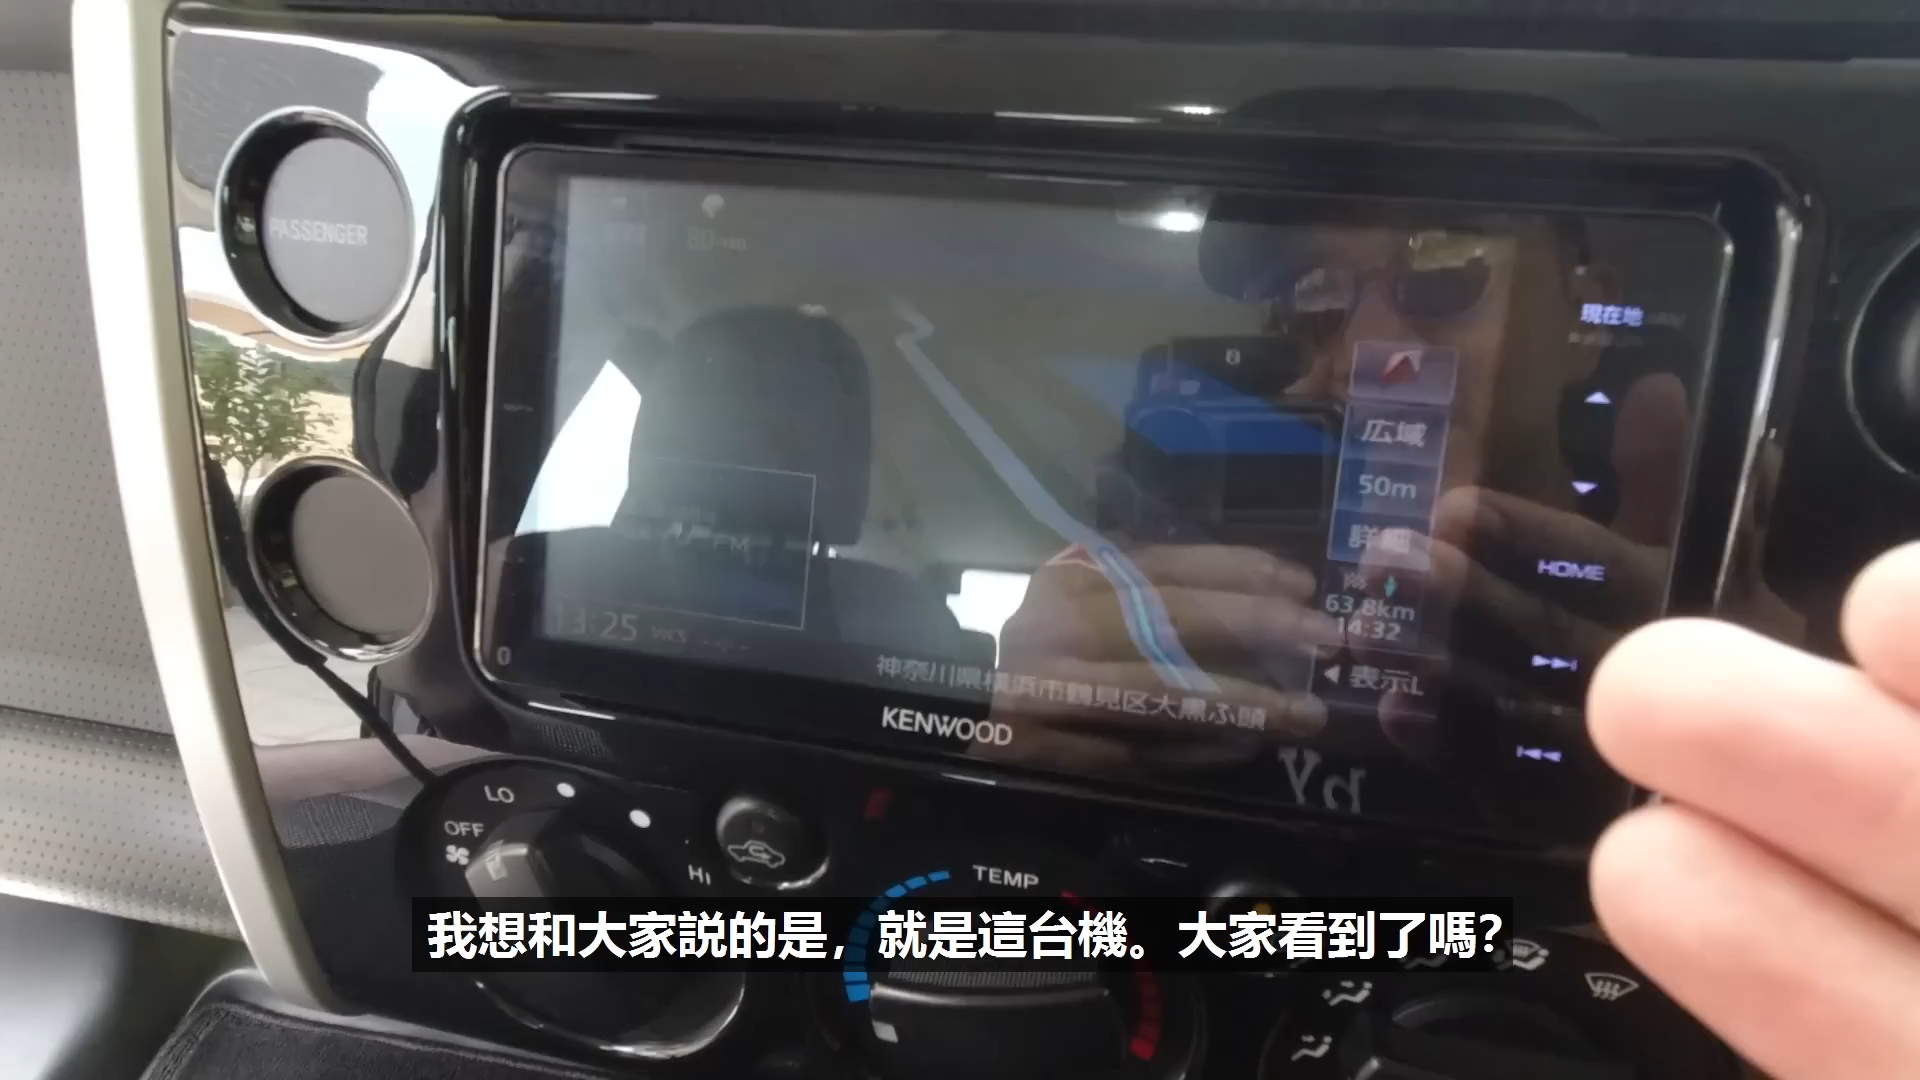 PASSENGER
現在地
広域
50m
詳細
FM
HOME
63.8km
14:32
13:25 VICS
0
表示
神奈川県横浜市鶴見区大黒ふ頭
KENWOOD
LO
OFF
HI
TEMP
我想和大家説的是，就是這台機。大家看到了嗎？